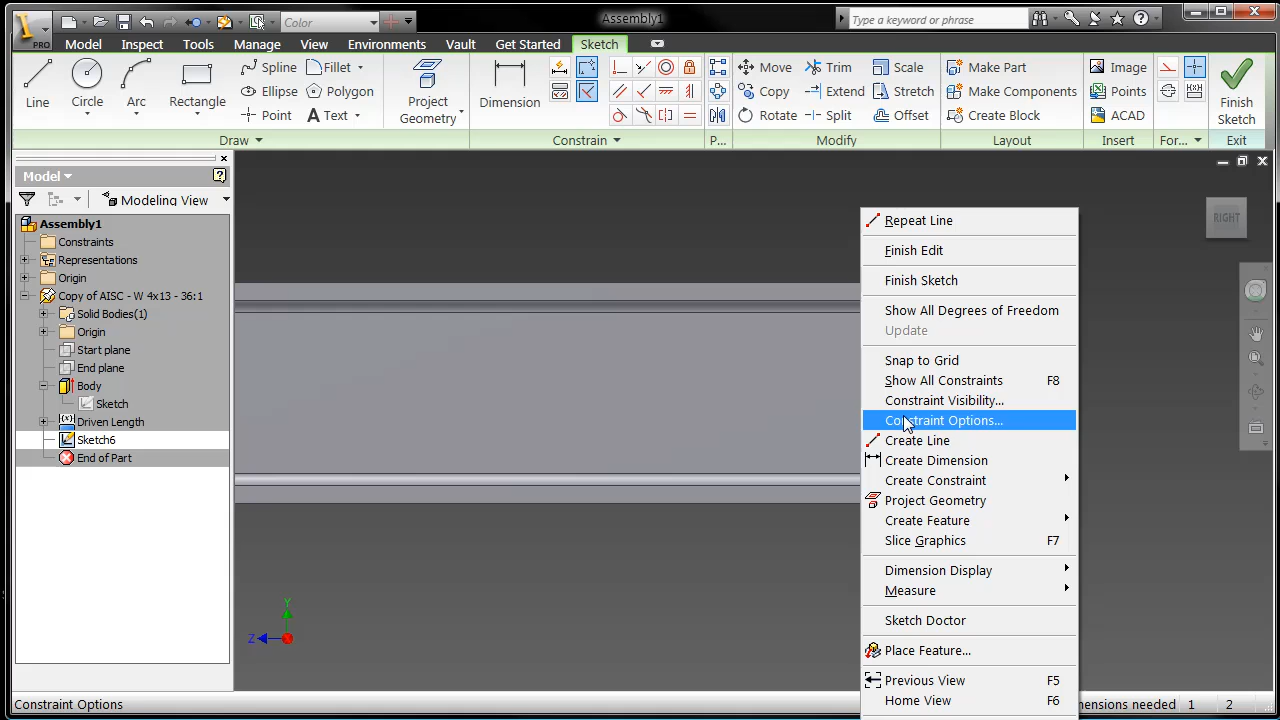 PRO
Color
Assembly1
Type a keyword or phrase
Model Inspect Tools Manage View Environments Vault Get Started Sketch
Line
Circle
Arc
Rectangle
Spline
Ellipse
Point
Fillet
Polygon
Text
Project
Geometry
Dimension
Move
Copy
Rotate
Trim
Extend
Split
Scale
Stretch
Offset
Make Part
Make Components
Create Block
Image
Points
ACAD
Finish
Sketch
Draw
Constrain
P...
Modify
Layout
Insert
For...
Exit
Model
Modeling View
Assembly1
Constraints
Representations
Origin
Copy of AISC - W 4x13 - 36:1
Solid Bodies(1)
Origin
Start plane
End plane
Body
Sketch
Driven Length
Sketch6
End of Part
RIGHT
Repeat Line
Finish Edit
Finish Sketch
Show All Degrees of Freedom
Update
Snap to Grid
Show All Constraints F8
Constraint Visibility...
Constraint Options...
Create Line
Create Dimension
Create Constraint
Project Geometry
Create Feature
Slice Graphics F7
Dimension Display
Measure
Sketch Doctor
Place Feature...
Previous View F5
Home View F6
Y
Z
Constraint Options
mensions needed 1 2